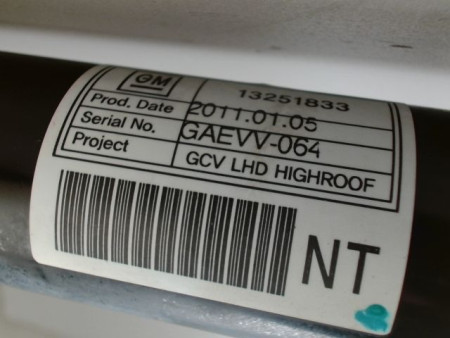 GM 13251833
Prod. Date 2011.01.05
Serial No. GAEVV-064
Project GCV LHD HIGHROOF
NT